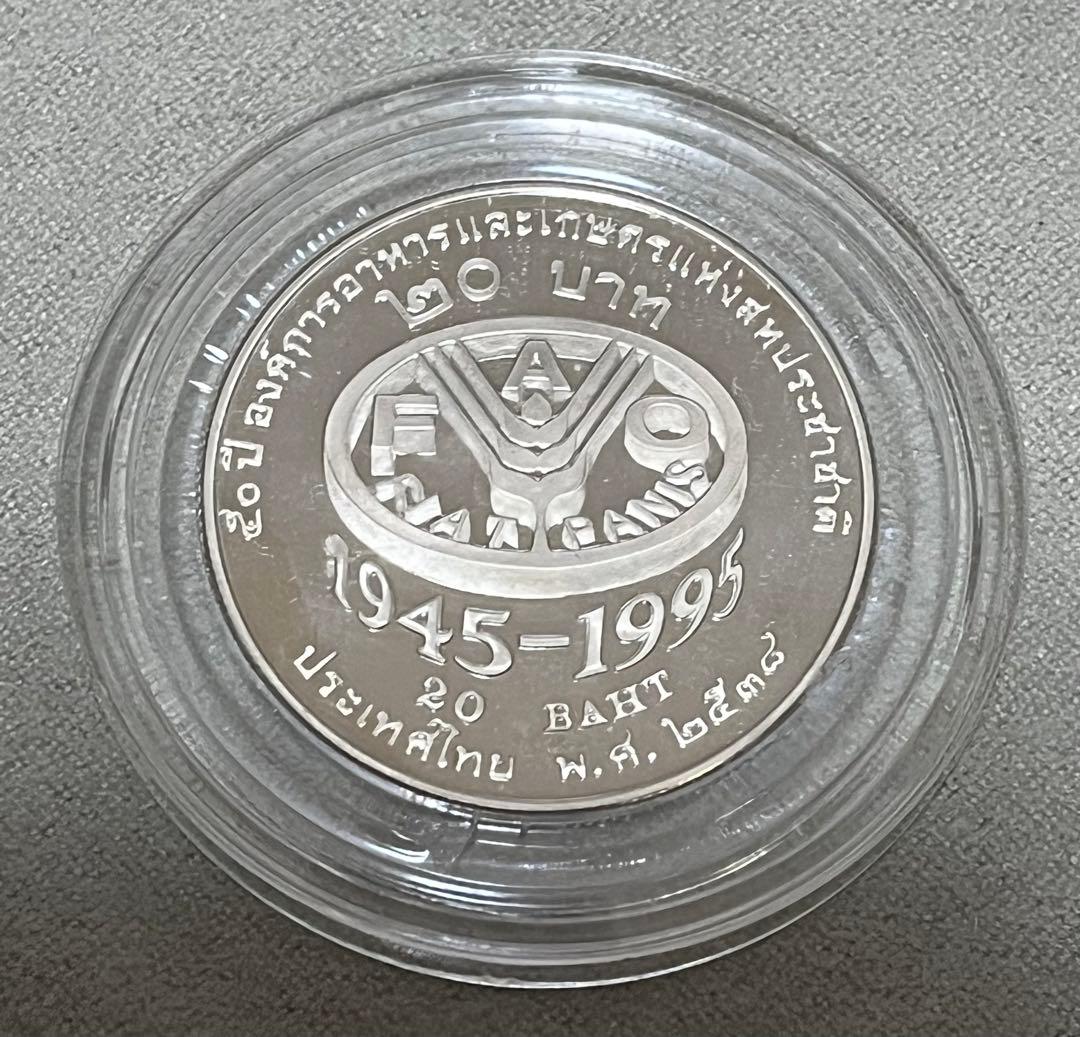 ๕๐ ปี องค์การอาหารและเกษตรแห่งสหประชาชาติ
๒๐ บาท
F A O
FIAT PANIS
1945-1995
20 BAHT
ประเทศไทย พ.ศ. ๒๕๓๘